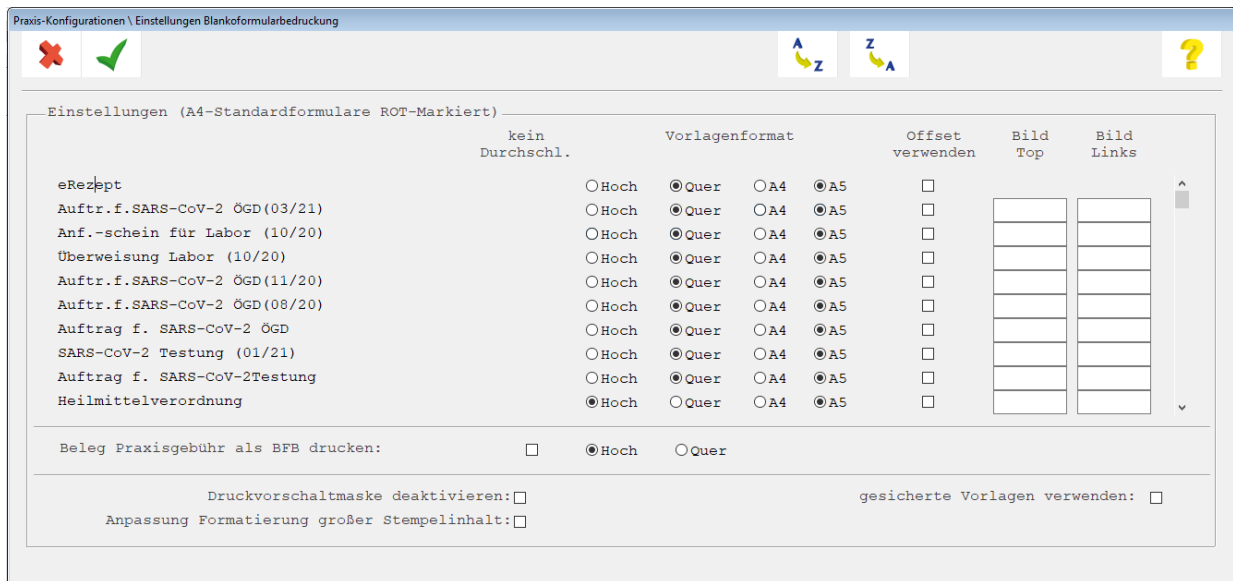 Praxis-Konfigurationen \ Einstellungen Blankoformularbedruckung
A Z Z A ?
Einstellungen (A4-Standardformulare ROT-Markiert)
kein Vorlagenformat Offset Bild Bild
Durchschl. verwenden Top Links
eRezept Hoch Quer A4 A5
Auftr.f.SARS-CoV-2 ÖGD(03/21) Hoch Quer A4 A5
Anf.-schein für Labor (10/20) Hoch Quer A4 A5
Überweisung Labor (10/20) Hoch Quer A4 A5
Auftr.f.SARS-CoV-2 ÖGD(11/20) Hoch Quer A4 A5
Auftr.f.SARS-CoV-2 ÖGD(08/20) Hoch Quer A4 A5
Auftrag f. SARS-CoV-2 ÖGD Hoch Quer A4 A5
SARS-CoV-2 Testung (01/21) Hoch Quer A4 A5
Auftrag f. SARS-CoV-2Testung Hoch Quer A4 A5
Heilmittelverordnung Hoch Quer A4 A5
Beleg Praxisgebühr als BFB drucken: Hoch Quer
Druckvorschaltmaske deaktivieren: gesicherte Vorlagen verwenden:
Anpassung Formatierung großer Stempelinhalt: